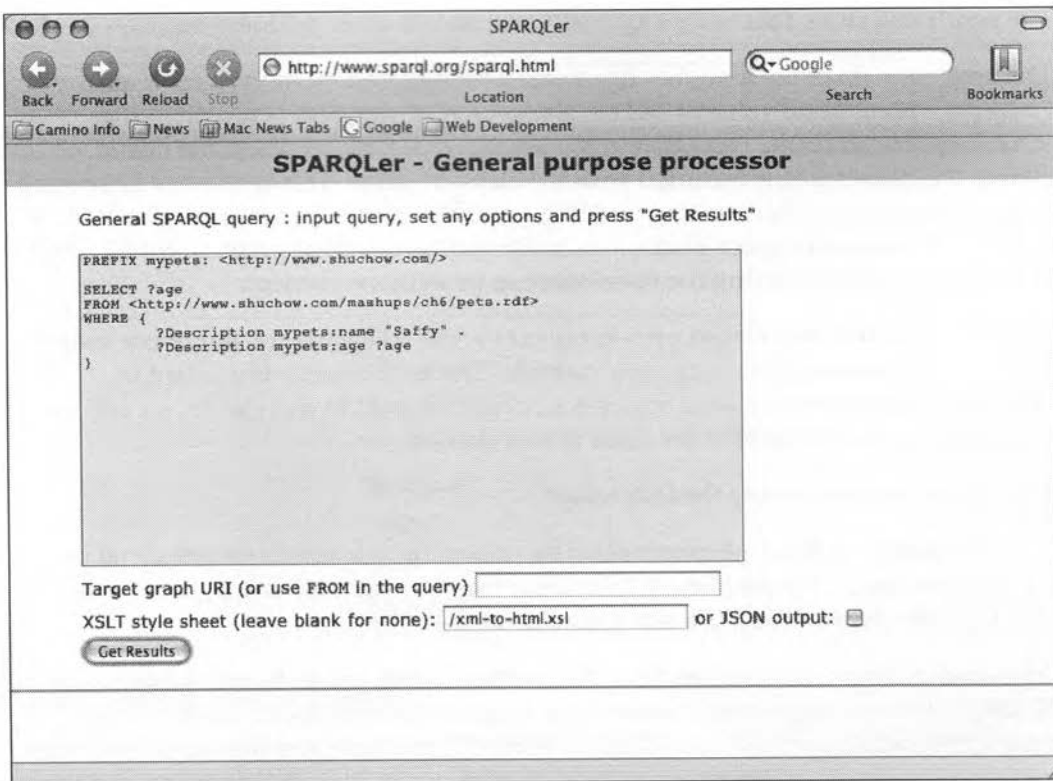 SPARQLer
http://www.sparql.org/sparql.html
Google
Back Forward Reload Stop Location Search Bookmarks
Camino Info News Mac News Tabs Google Web Development
SPARQLer - General purpose processor
General SPARQL query : input query, set any options and press "Get Results"
PREFIX mypets: <http://www.shuchow.com/>
SELECT ?age
FROM <http://www.shuchow.com/mashups/ch6/pets.rdf>
WHERE {
?Description mypets:name "Saffy" .
?Description mypets:age ?age
}
Target graph URI (or use FROM in the query)
XSLT style sheet (leave blank for none): /xml-to-html.xsl or JSON output:
Get Results